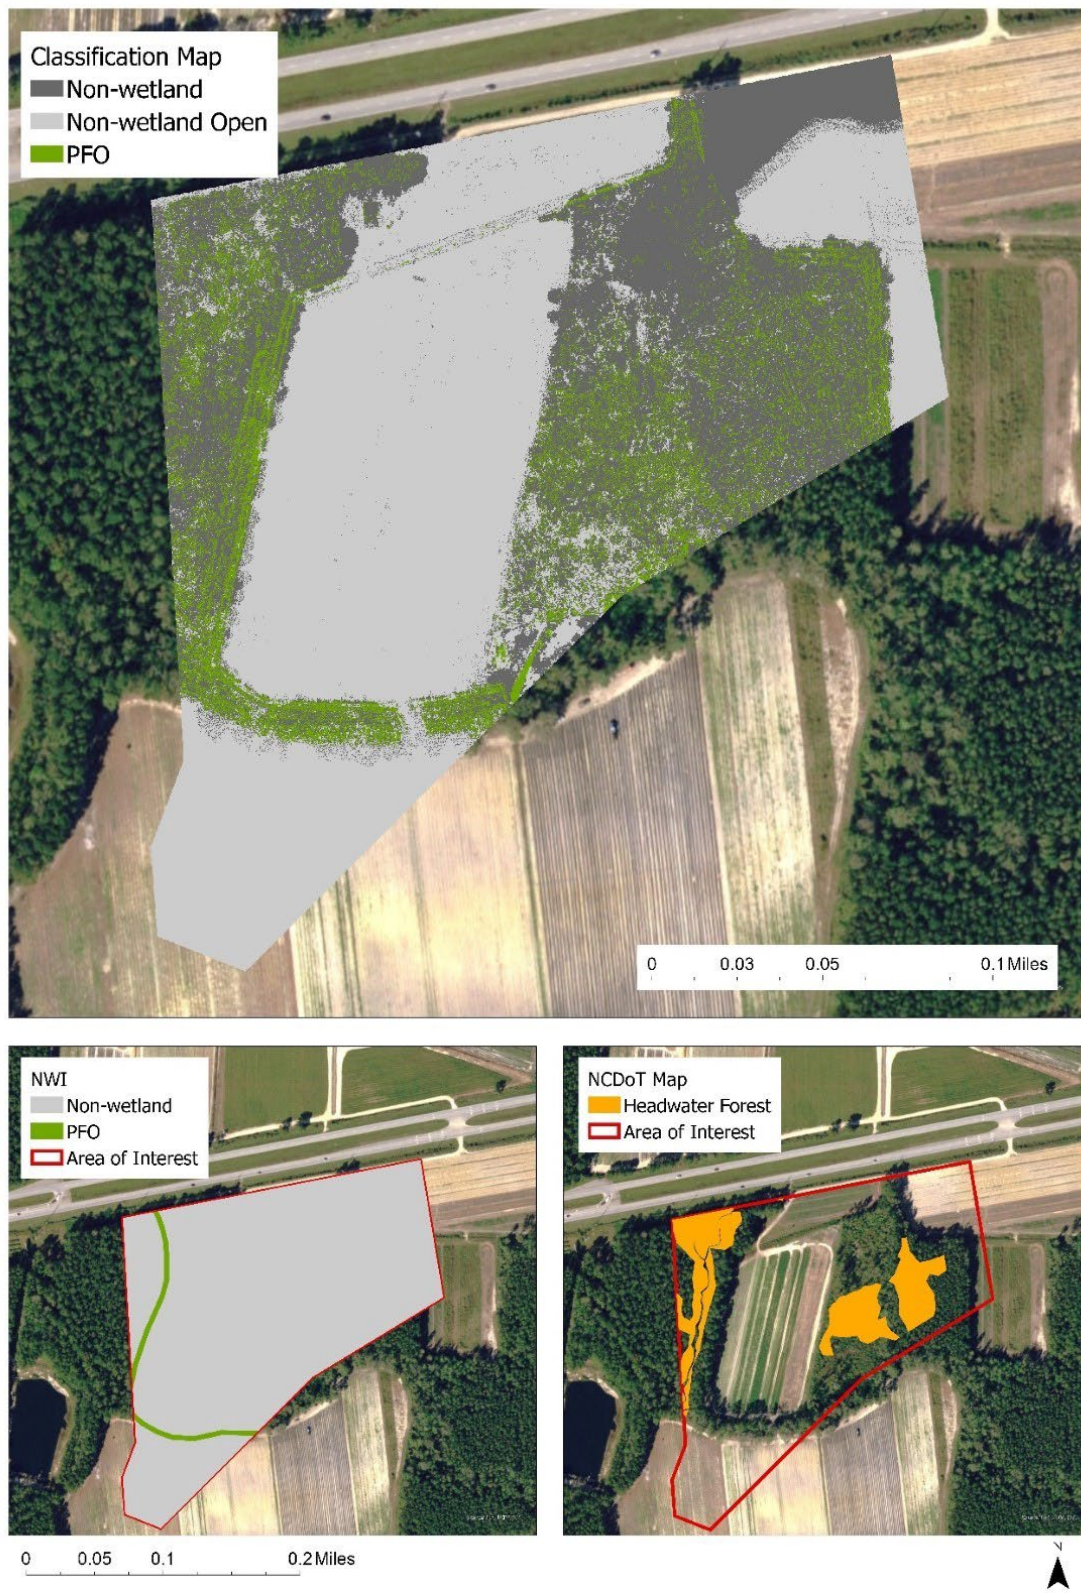 Classification Map
Non-wetland
Non-wetland Open
PFO
0 0.03 0.05 0.1 Miles
NWI
Non-wetland
PFO
Area of Interest
NCDoT Map
Headwater Forest
Area of Interest
0 0.05 0.1 0.2 Miles